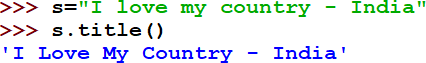 >>> s="I love my country - India"
>>> s.title()
'I Love My Country - India'